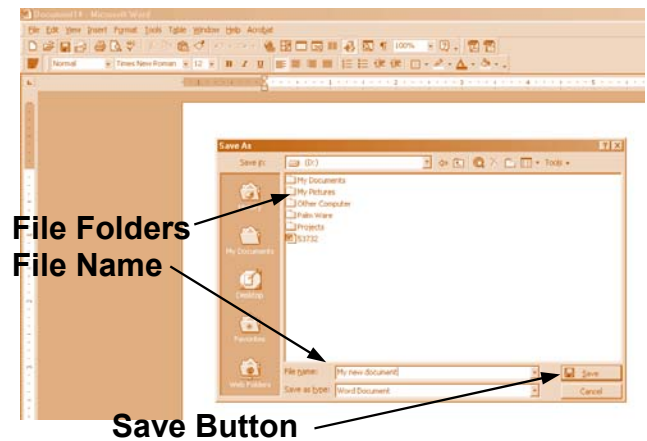 Document14 - Microsoft Word
File Edit View Insert Format Tools Table Window Help Acrobat
100%
Normal Times New Roman 12 B I U
Save As
Save in: (D:) Tools
My Documents
My Pictures
Other Computer
Palm Ware
Projects
53732
History
My Documents
Desktop
Favorites
Web Folders
File Folders
File Name
File name: My new document Save
Save as type: Word Document Cancel
Save Button